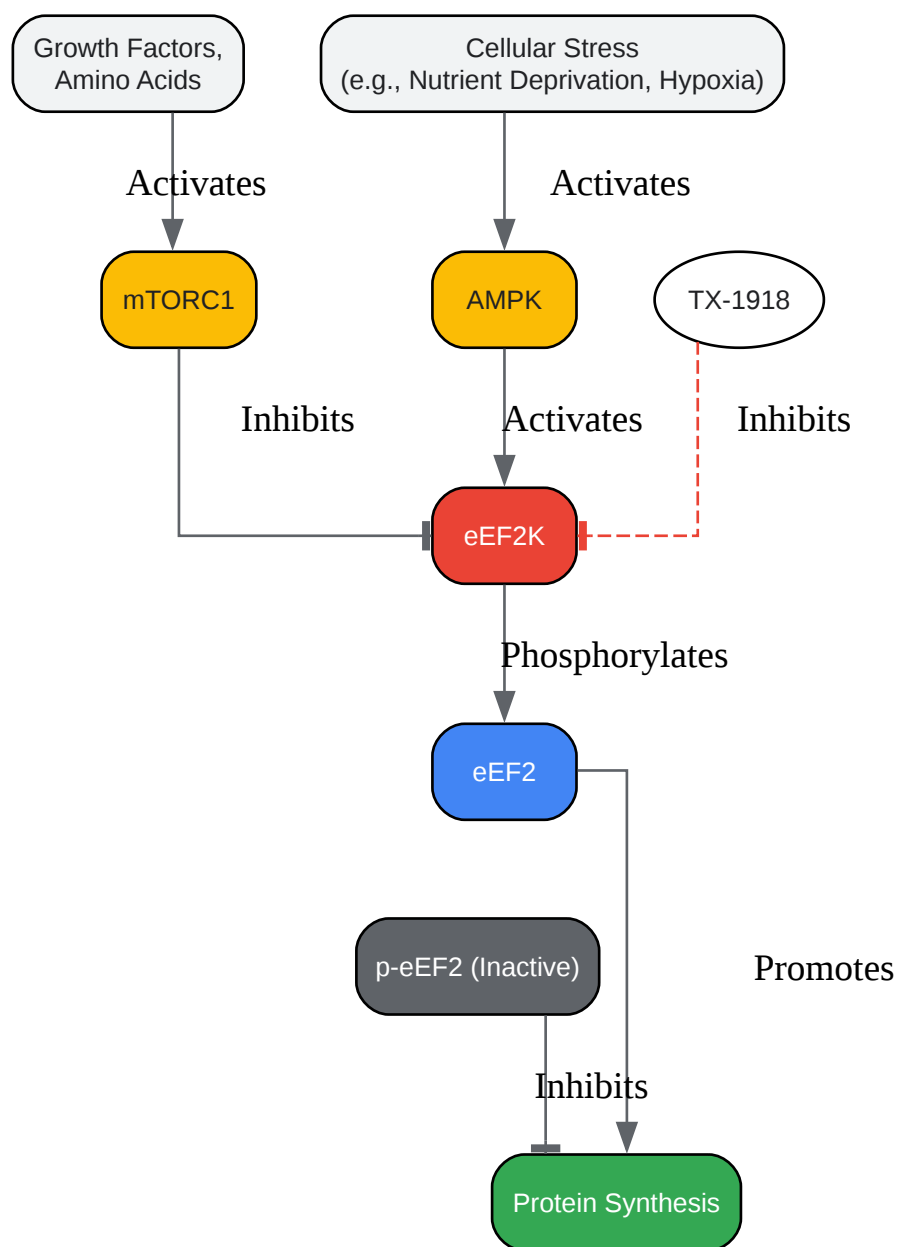 Growth Factors,
Amino Acids
Cellular Stress
(e.g., Nutrient Deprivation, Hypoxia)
Activates
Activates
mTORC1
AMPK
TX-1918
Inhibits
Activates
Inhibits
eEF2K
Phosphorylates
eEF2
p-eEF2 (Inactive)
Promotes
Inhibits
Protein Synthesis